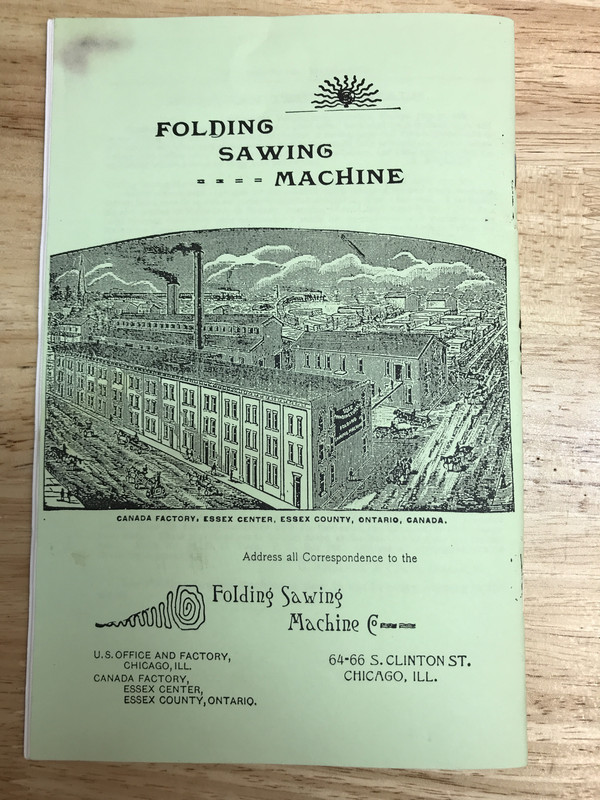 FOLDING
SAWING
= = = = MACHINE
CANADA FACTORY, ESSEX CENTER, ESSEX COUNTY, ONTARIO, CANADA.
Address all Correspondence to the
Folding Sawing
Machine Co
U.S. OFFICE AND FACTORY,
CHICAGO, ILL.
CANADA FACTORY,
ESSEX CENTER,
ESSEX COUNTY, ONTARIO.
64-66 S. CLINTON ST.
CHICAGO, ILL.